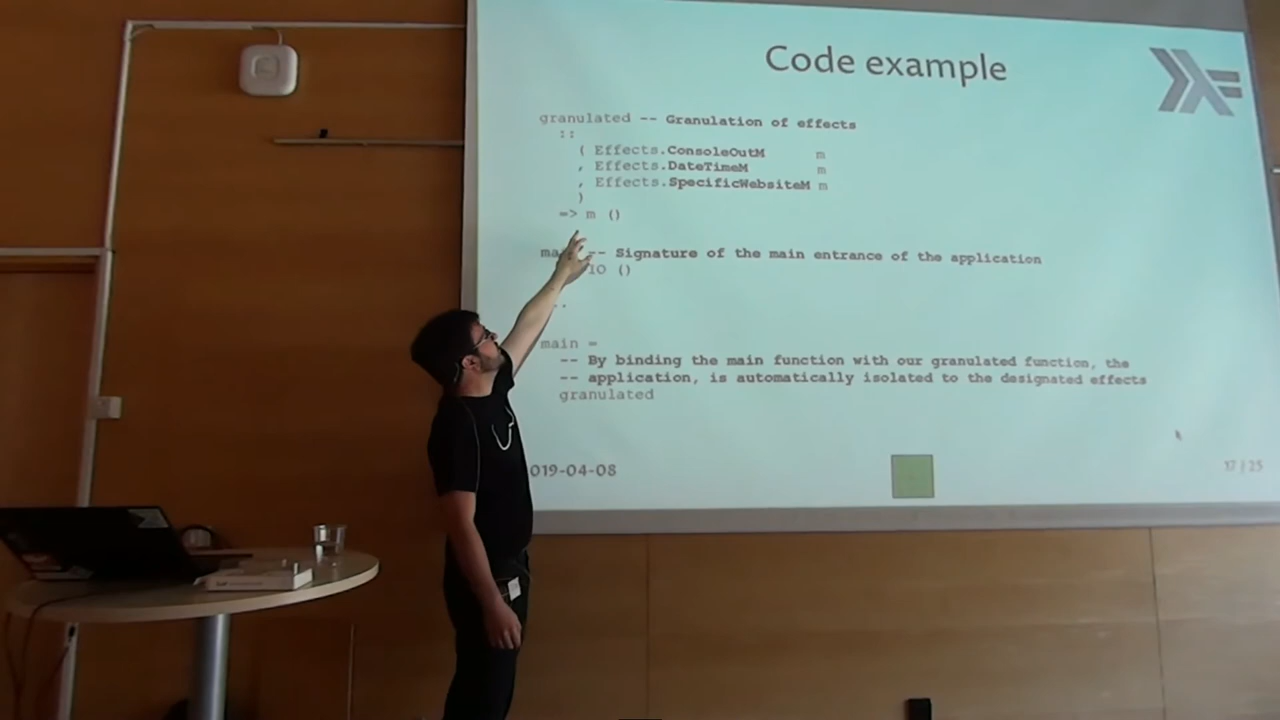 Code example
granulated -- Granulation of effects
::
( Effects.ConsoleOutM m
, Effects.DateTimeM m
, Effects.SpecificWebsiteM m
)
=> m ()
ma -- Signature of the main entrance of the application
IO ()
..
main =
-- By binding the main function with our granulated function, the
-- application, is automatically isolated to the designated effects
granulated
019-04-08
17 / 25